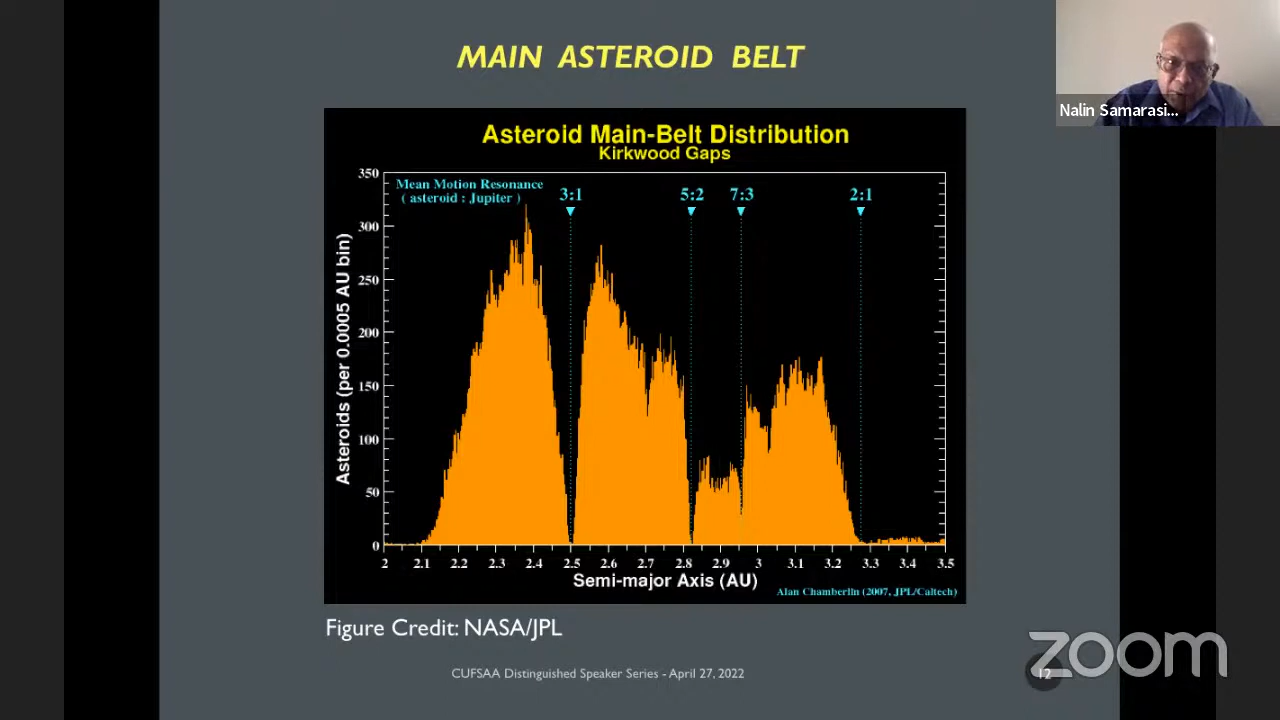 MAIN ASTEROID BELT
Nalin Samarasi...
Asteroid Main-Belt Distribution
Kirkwood Gaps
Mean Motion Resonance
( asteroid : Jupiter )
3:1 5:2 7:3 2:1
Asteroids (per 0.0005 AU bin)
350
300
250
200
150
100
50
0
2 2.1 2.2 2.3 2.4 2.5 2.6 2.7 2.8 2.9 3 3.1 3.2 3.3 3.4 3.5
Semi-major Axis (AU)
Alan Chamberlin (2007, JPL/Caltech)
Figure Credit: NASA/JPL
CUFSAA Distinguished Speaker Series - April 27, 2022
12
zoom